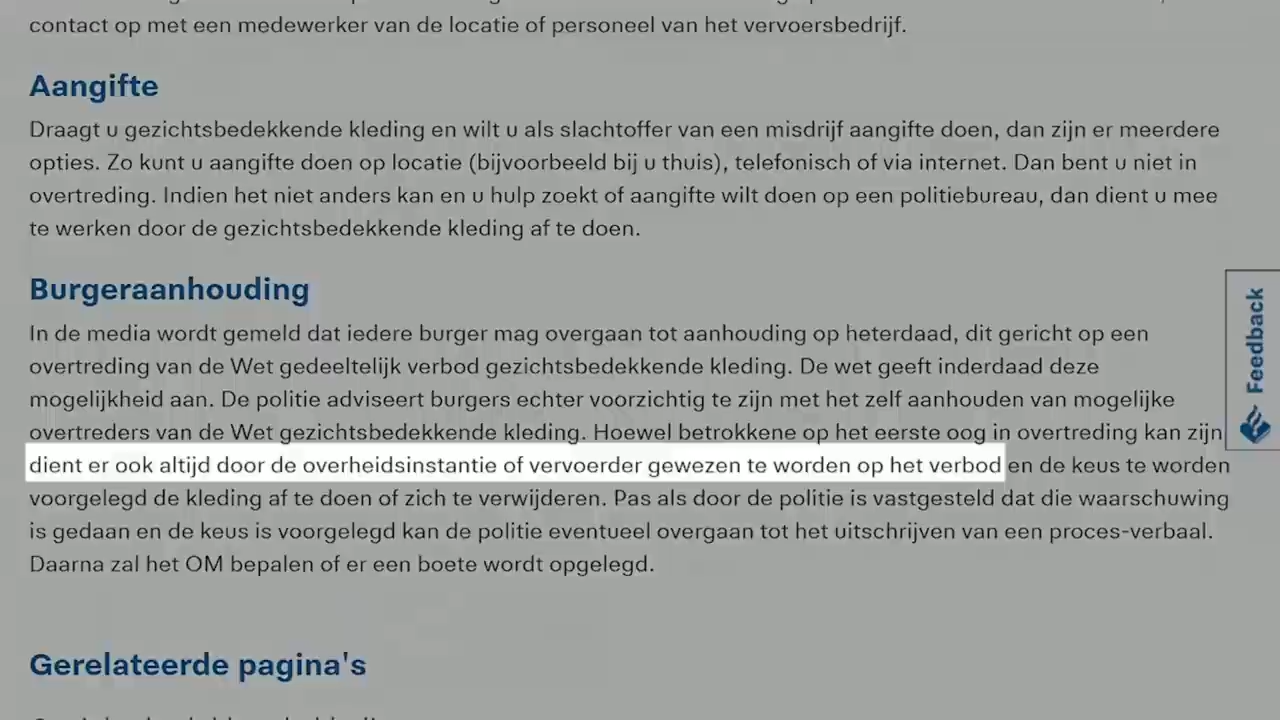 contact op met een medewerker van de locatie of personeel van het vervoersbedrijf.
Aangifte
Draagt u gezichtsbedekkende kleding en wilt u als slachtoffer van een misdrijf aangifte doen, dan zijn er meerdere
opties. Zo kunt u aangifte doen op locatie (bijvoorbeeld bij u thuis), telefonisch of via internet. Dan bent u niet in
overtreding. Indien het niet anders kan en u hulp zoekt of aangifte wilt doen op een politiebureau, dan dient u mee
te werken door de gezichtsbedekkende kleding af te doen.
Burgeraanhouding
In de media wordt gemeld dat iedere burger mag overgaan tot aanhouding op heterdaad, dit gericht op een
overtreding van de Wet gedeeltelijk verbod gezichtsbedekkende kleding. De wet geeft inderdaad deze
mogelijkheid aan. De politie adviseert burgers echter voorzichtig te zijn met het zelf aanhouden van mogelijke
overtreders van de Wet gezichtsbedekkende kleding. Hoewel betrokkene op het eerste oog in overtreding kan zijn
dient er ook altijd door de overheidsinstantie of vervoerder gewezen te worden op het verbod en de keus te worden
voorgelegd de kleding af te doen of zich te verwijderen. Pas als door de politie is vastgesteld dat die waarschuwing
is gedaan en de keus is voorgelegd kan de politie eventueel overgaan tot het uitschrijven van een proces-verbaal.
Daarna zal het OM bepalen of er een boete wordt opgelegd.
Gerelateerde pagina's
Feedback